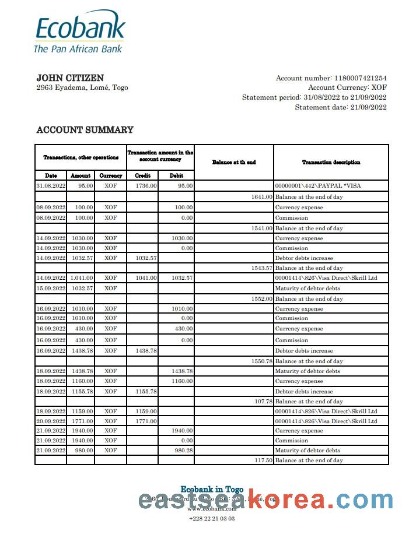 Ecobank
The Pan African Bank
JOHN CITIZEN
2963 Eyadema, Lomé, Togo
Account number: 1180007421254
Account Currency: XOF
Statement period: 31/08/2022 to 21/09/2022
Statement date: 21/09/2022
ACCOUNT SUMMARY
Transactions, other operations Transaction amount in the account currency Balance at th end Transaction description
Date Amount Currency Credit Debit
31.08.2022 95.00 XOF 1736.00 95.00 00000001\442\PAYPAL *VISA
1641.00 Balance at the end of day
08.09.2022 100.00 XOF 100.00 Currency expense
08.09.2022 100.00 XOF 0.00 Commission
1541.00 Balance at the end of day
14.09.2022 1030.00 XOF 1030.00 Currency expense
14.09.2022 1030.00 XOF 0.00 Commission
14.09.2022 1032.57 XOF 1032.57 Debtor debts increase
1543.57 Balance at the end of day
14.09.2022 1.041.00 XOF 1041.00 1032.57 00001414\826\Visa Direct\Skrill Ltd
15.09.2022 1032.57 XOF Maturity of debtor debts
1552.00 Balance at the end of day
16.09.2022 1010.00 XOF 1010.00 Currency expense
16.09.2022 1010.00 XOF 0.00 Commission
16.09.2022 430.00 XOF 430.00 Currency expense
16.09.2022 430.00 XOF 0.00 Commission
16.09.2022 1438.78 XOF 1438.78 Debtor debts increase
1550.78 Balance at the end of day
18.09.2022 1438.78 XOF 1438.78 Maturity of debtor debts
18.09.2022 1160.00 XOF 1160.00 Currency expense
18.09.2022 1155.78 XOF 1155.78 Debtor debts increase
107.78 Balance at the end of day
18.09.2022 1159.00 XOF 1159.00 00001414\826\Visa Direct\Skrill Ltd
20.09.2022 1771.00 XOF 1771.00 00001414\826\Visa Direct\Skrill Ltd
21.09.2022 1940.00 XOF 1940.00 Currency expense
21.09.2022 1940.00 XOF 0.00 Commission
21.09.2022 980.00 XOF 980.28 Maturity of debtor debts
117.50 Balance at the end of day
Ecobank in Togo
eastseakorea.com
www.ecobank.com
+228 22 21 03 03